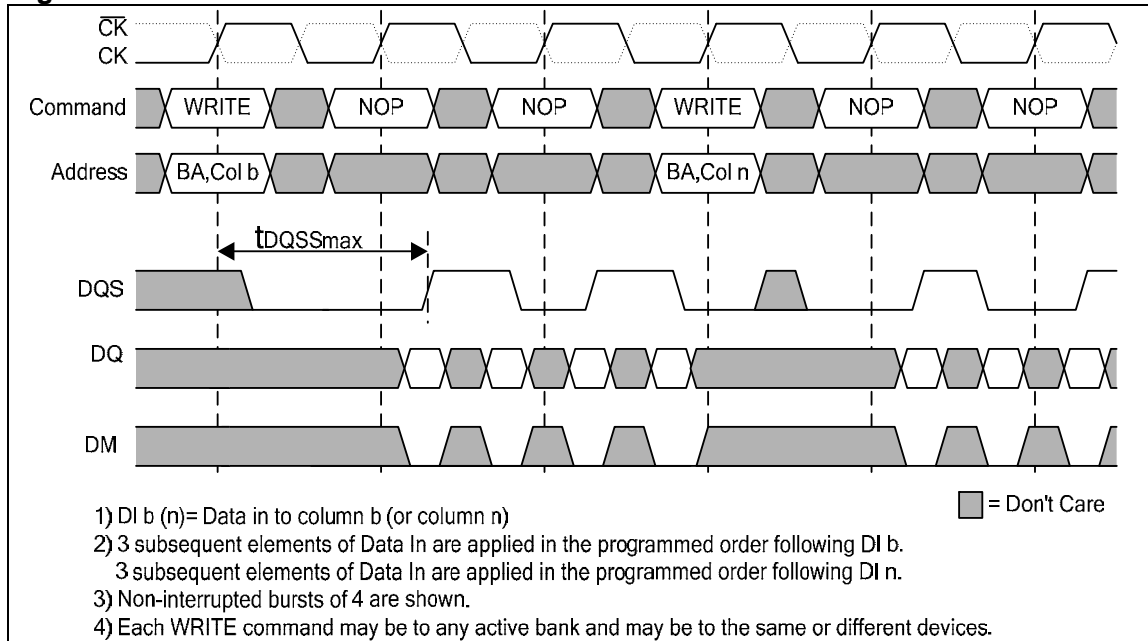 CK
CK
Command WRITE NOP NOP WRITE NOP NOP
Address BA,Col b BA,Col n
tDQSSmax
DQS
DQ
DM
= Don't Care
1) DI b (n)= Data in to column b (or column n)
2) 3 subsequent elements of Data In are applied in the programmed order following DI b.
3 subsequent elements of Data In are applied in the programmed order following DI n.
3) Non-interrupted bursts of 4 are shown.
4) Each WRITE command may be to any active bank and may be to the same or different devices.